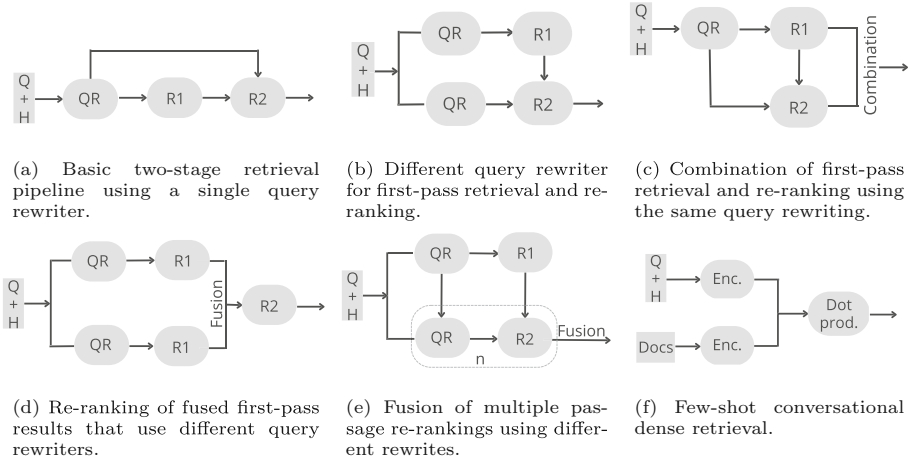 Q
+
H
QR
R1
R2
(a) Basic two-stage retrieval
pipeline using a single query
rewriter.
Q
+
H
QR
R1
QR
R2
(b) Different query rewriter
for first-pass retrieval and re-
ranking.
Q
+
H
QR
R1
R2
Combination
(c) Combination of first-pass
retrieval and re-ranking using
the same query rewriting.
Q
+
H
QR
R1
QR
R1
Fusion
R2
(d) Re-ranking of fused first-pass
results that use different query
rewriters.
Q
+
H
QR
R1
QR
R2
n
Fusion
(e) Fusion of multiple pas-
sage re-rankings using differ-
ent rewrites.
Q
+
H
Enc.
Docs
Enc.
Dot
prod.
(f) Few-shot conversational
dense retrieval.